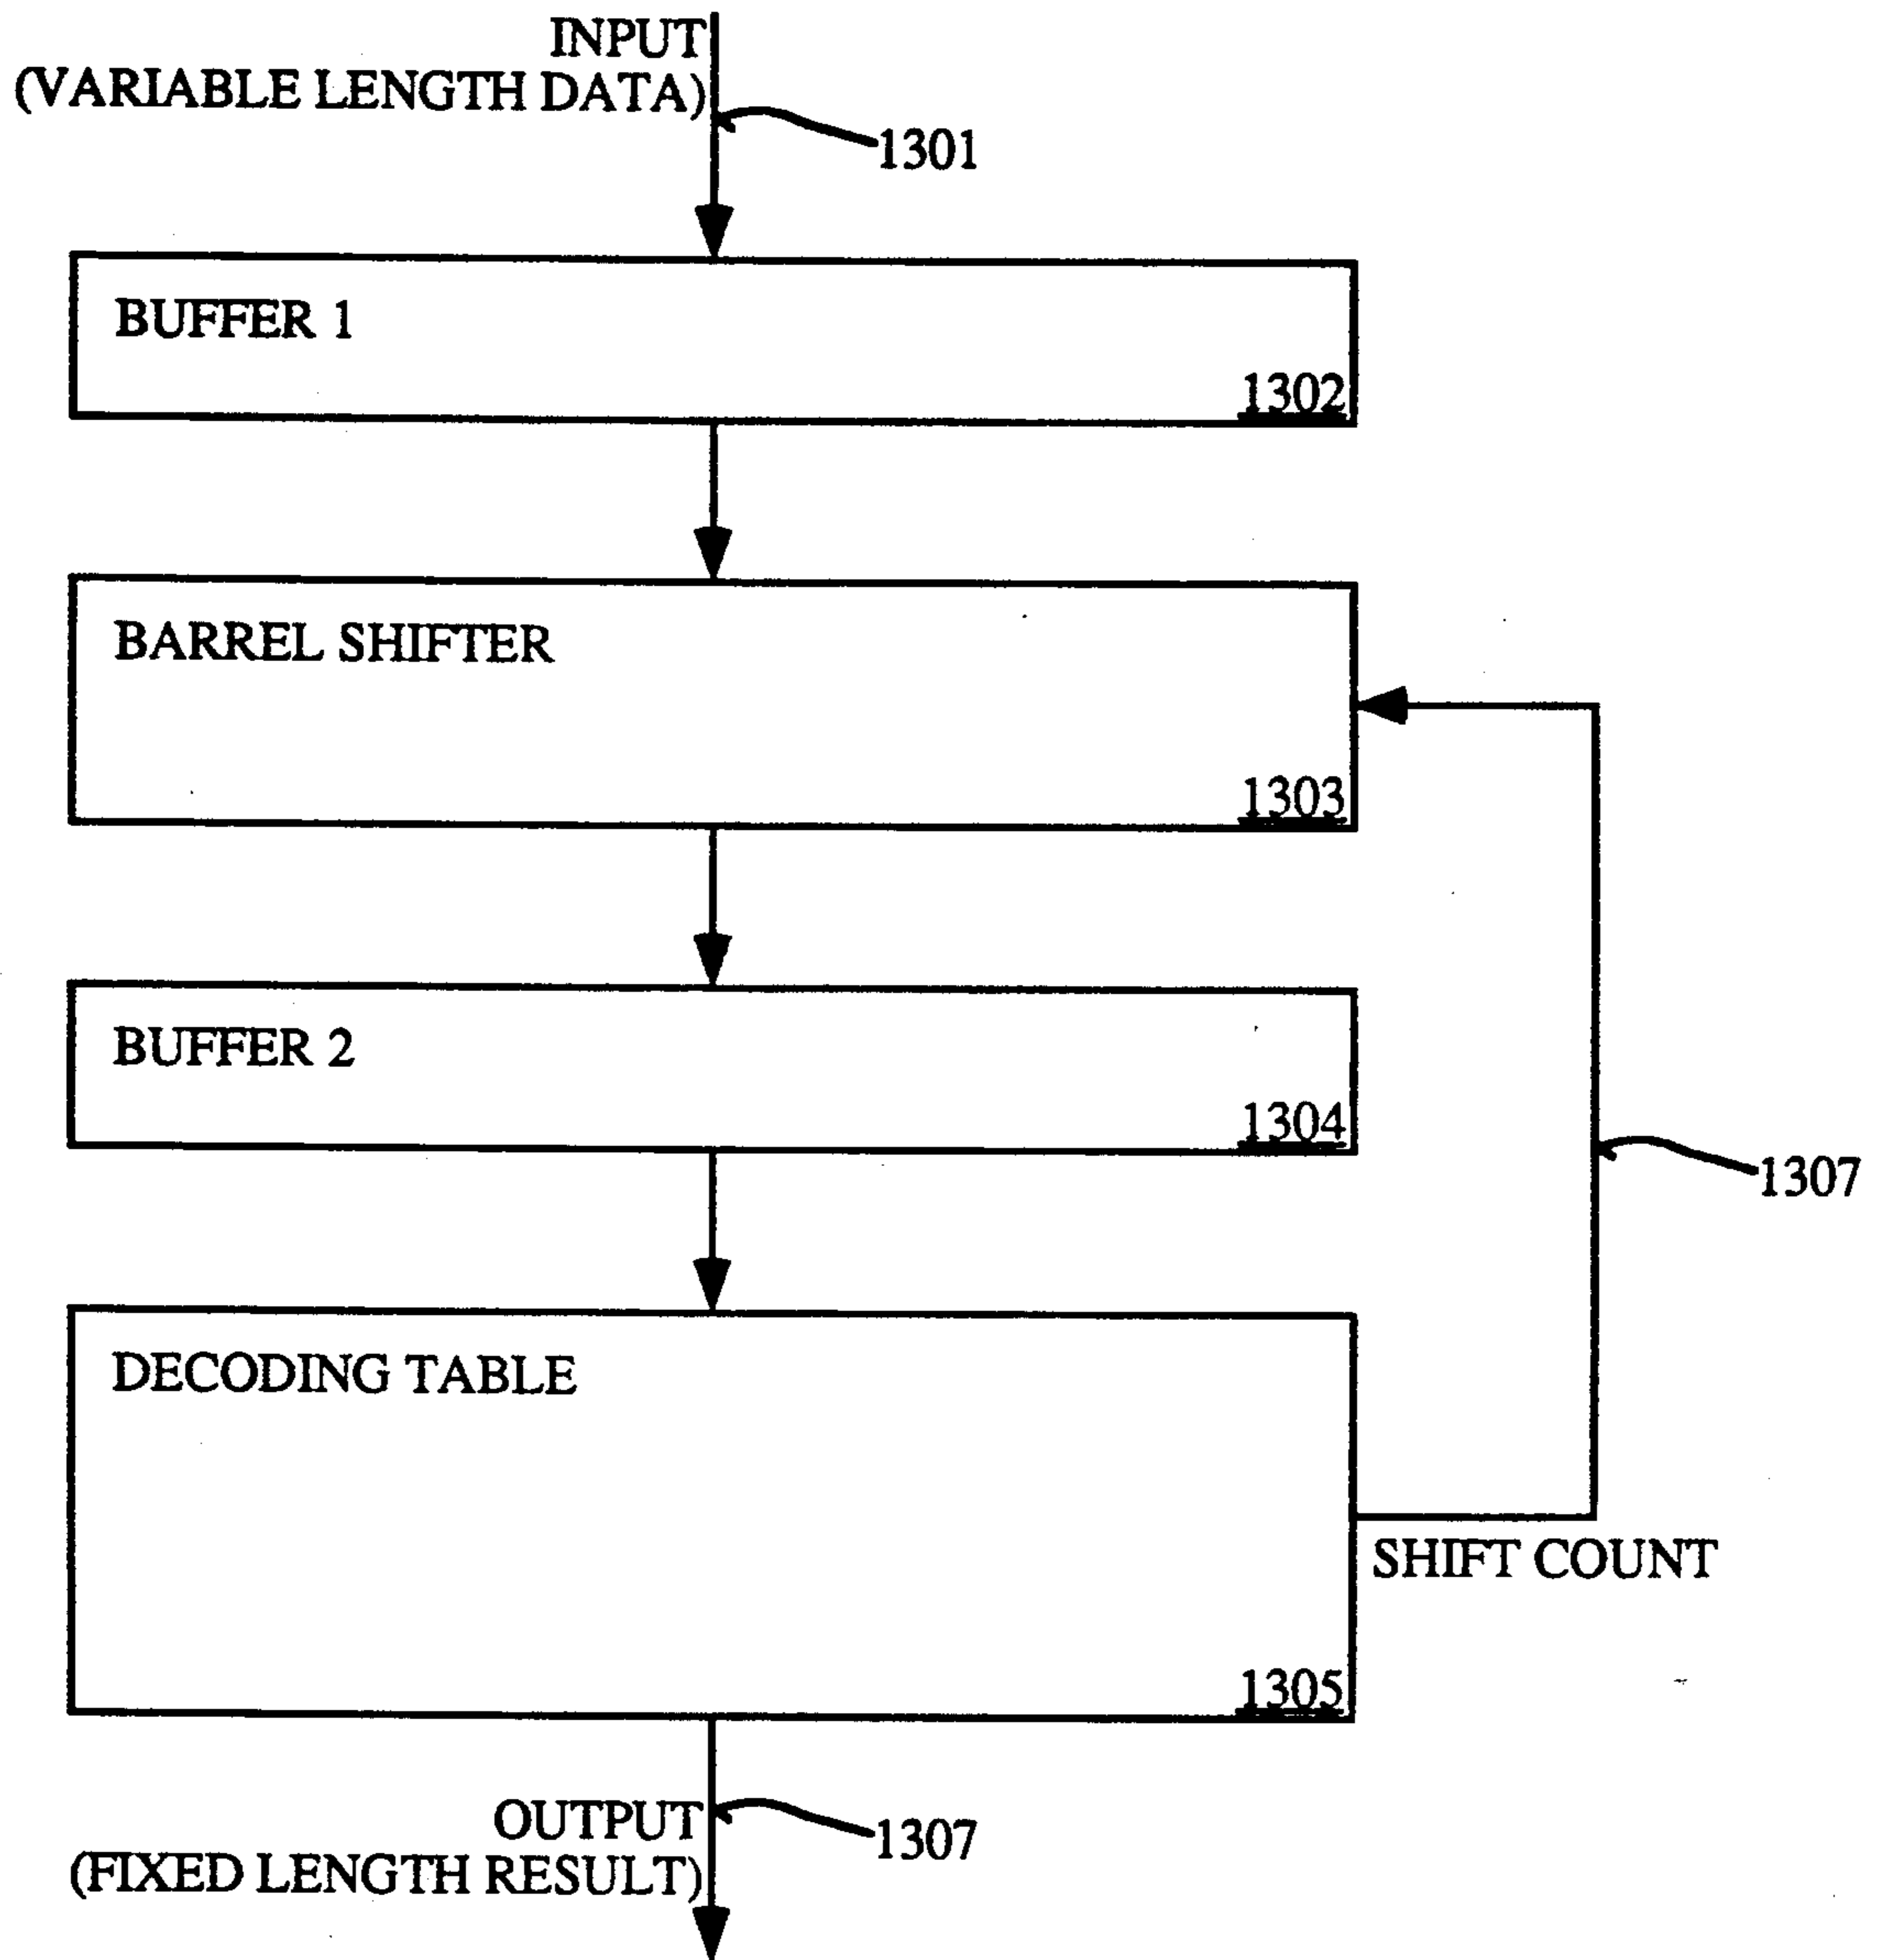 INPUT
(VARIABLE LENGTH DATA)
1301
BUFFER 1
1302
BARREL SHIFTER
1303
BUFFER 2
1304
1307
DECODING TABLE
SHIFT COUNT
1305
OUTPUT
(FIXED LENGTH RESULT)
1307